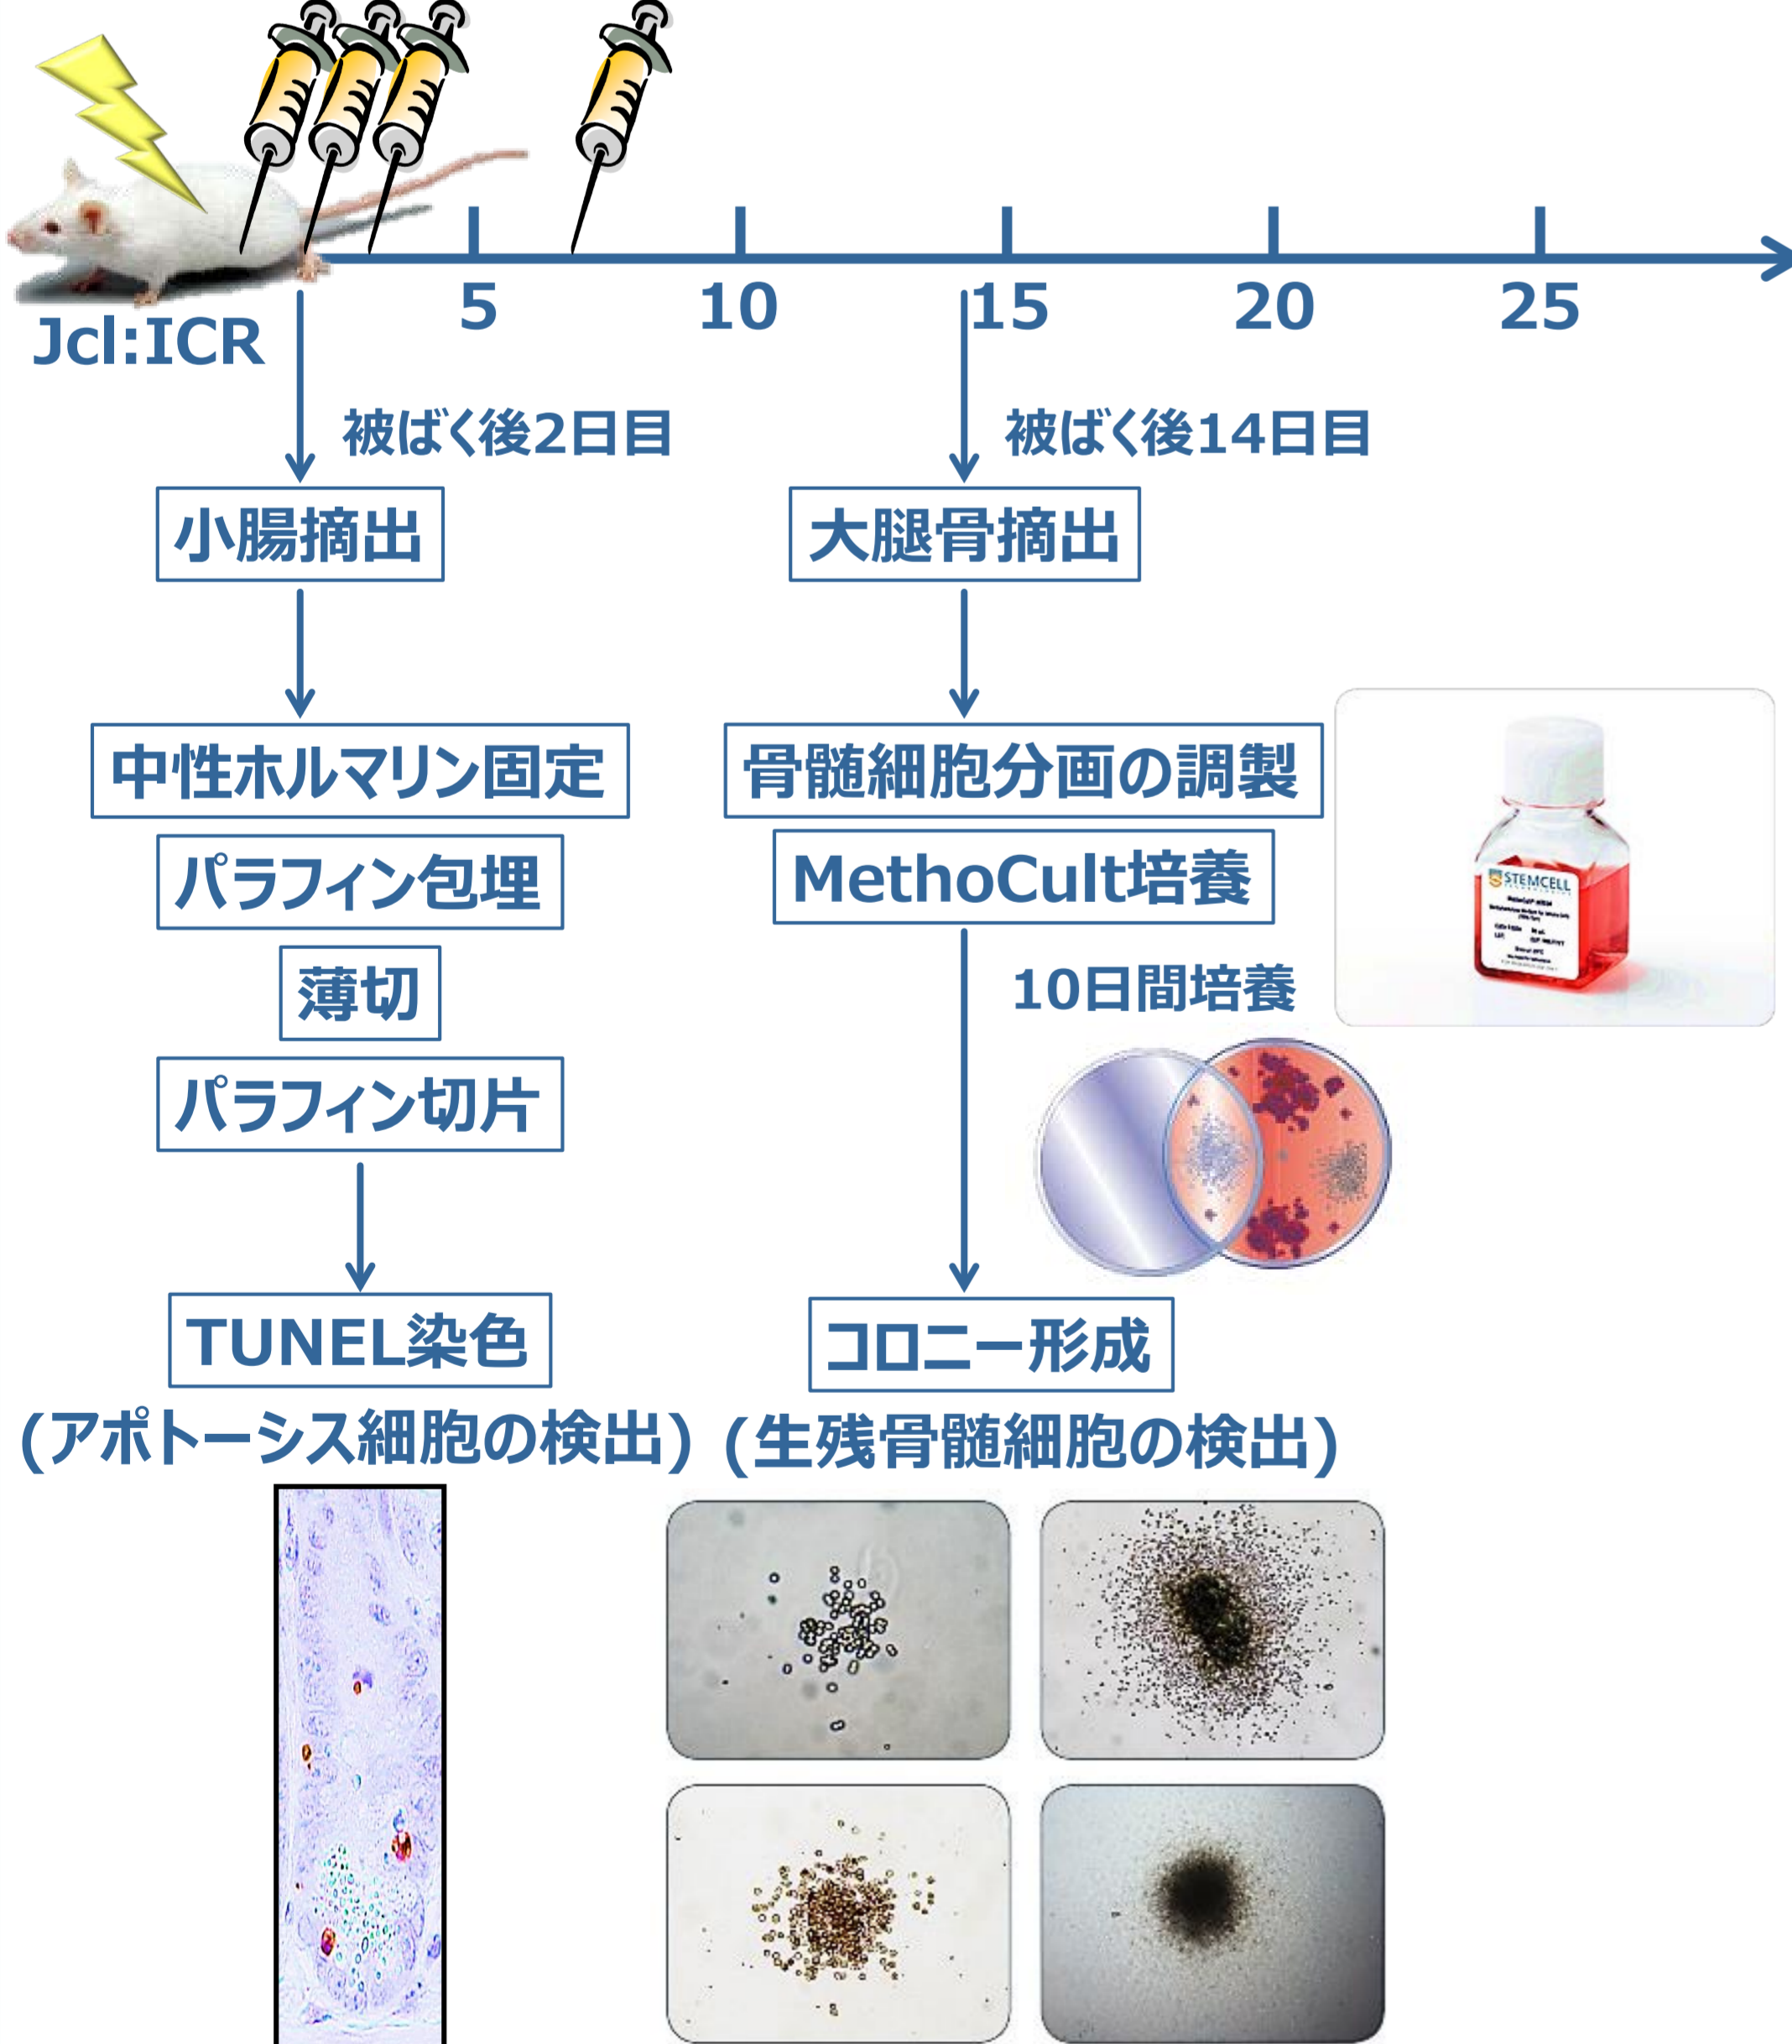 5
10
15
20
25
Jcl:ICR
被ばく後2日目
被ばく後14日目
小腸摘出
大腿骨摘出
中性ホルマリン固定
骨髄細胞分画の調製
パラフィン包埋
MethoCult培養
STEMCELL
薄切
10日間培養
パラフィン切片
TUNEL染色
コロニー形成
(アポトーシス細胞の検出)
(生残骨髄細胞の検出)